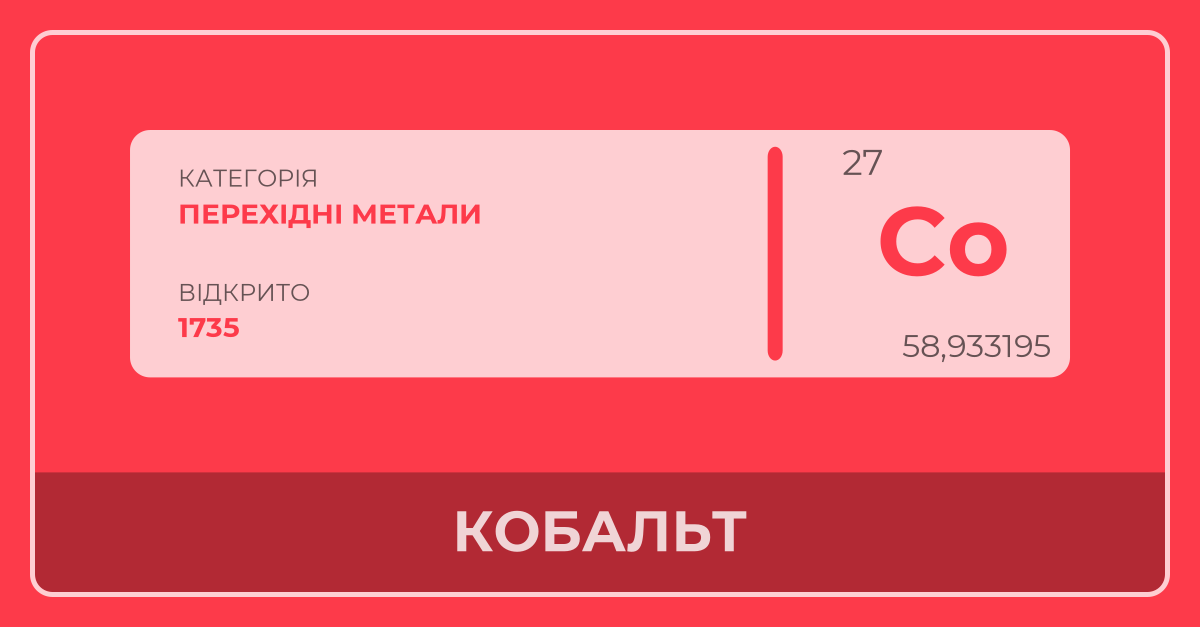 КАТЕГОРІЯ
ПЕРЕХІДНІ МЕТАЛИ
ВІДКРИТО
1735
27
Co
58,933195
КОБАЛЬТ